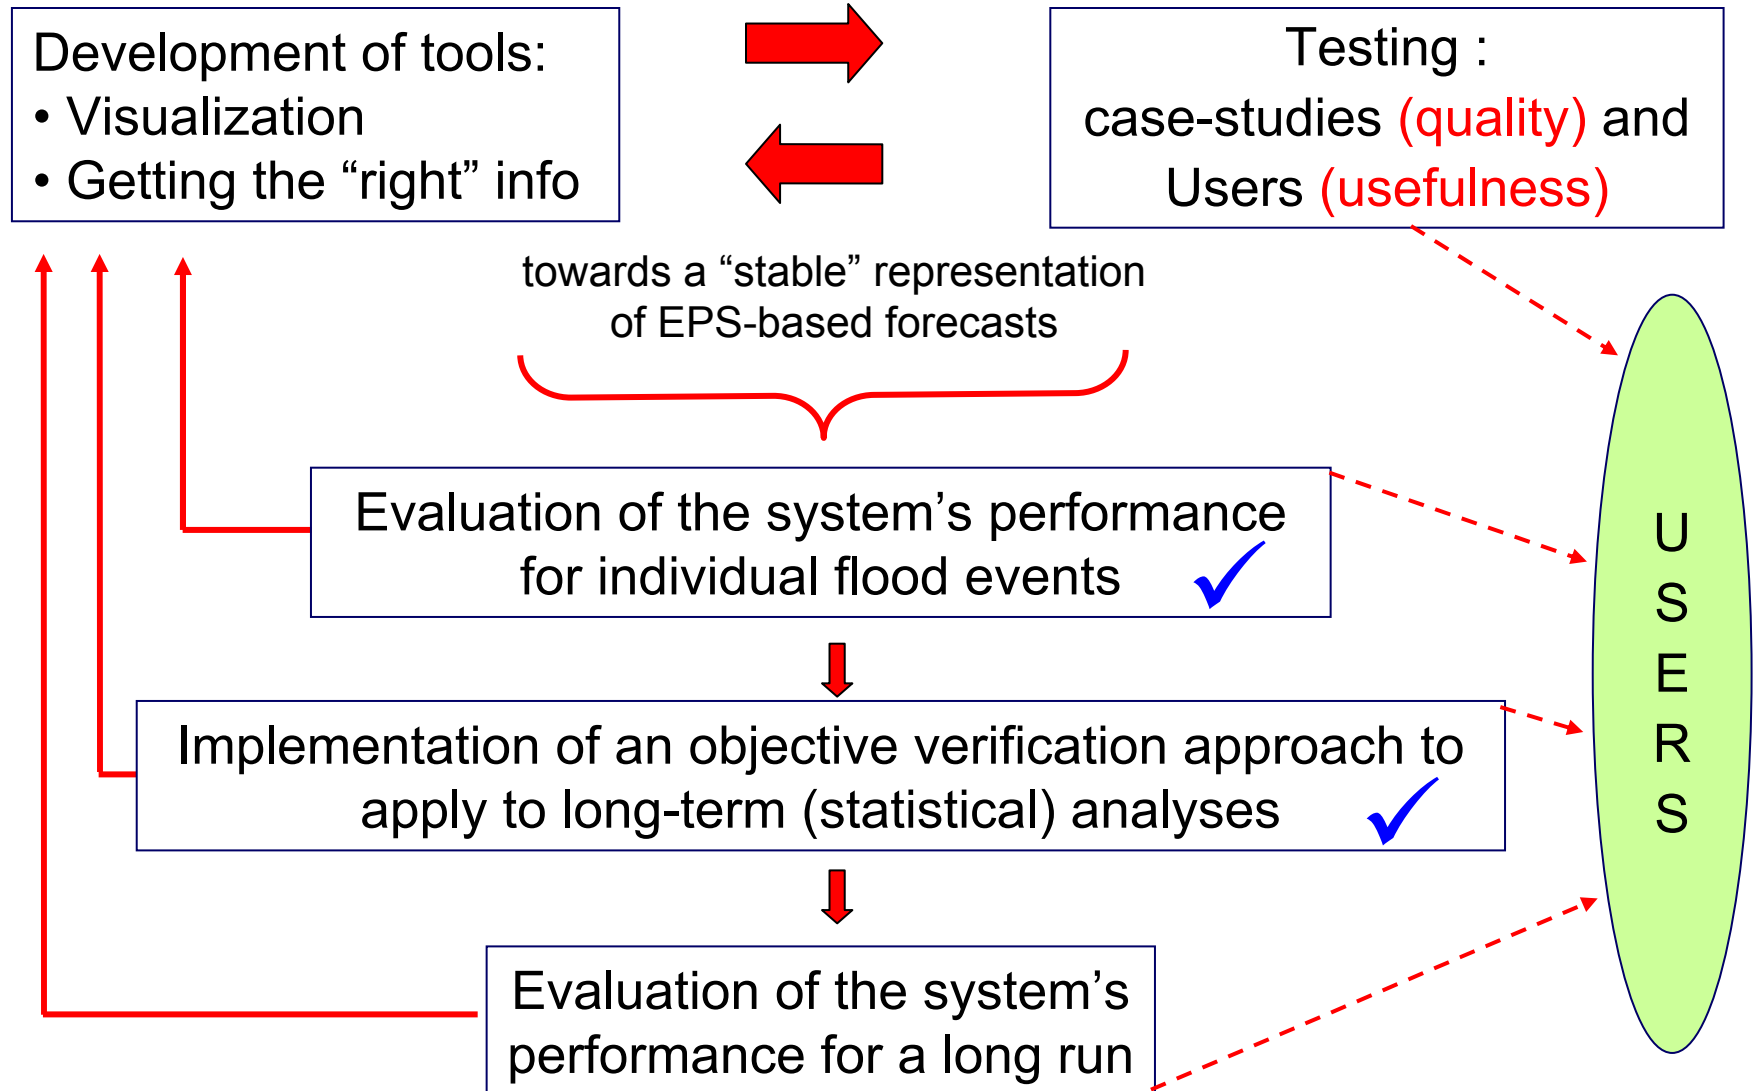 Development of tools:
• Visualization
• Getting the “right” info
Testing :
case-studies (quality) and
Users (usefulness)
towards a “stable” representation
of EPS-based forecasts
Evaluation of the system’s performance
for individual flood events
Implementation of an objective verification approach to
apply to long-term (statistical) analyses
Evaluation of the system’s
performance for a long run
U
S
E
R
S